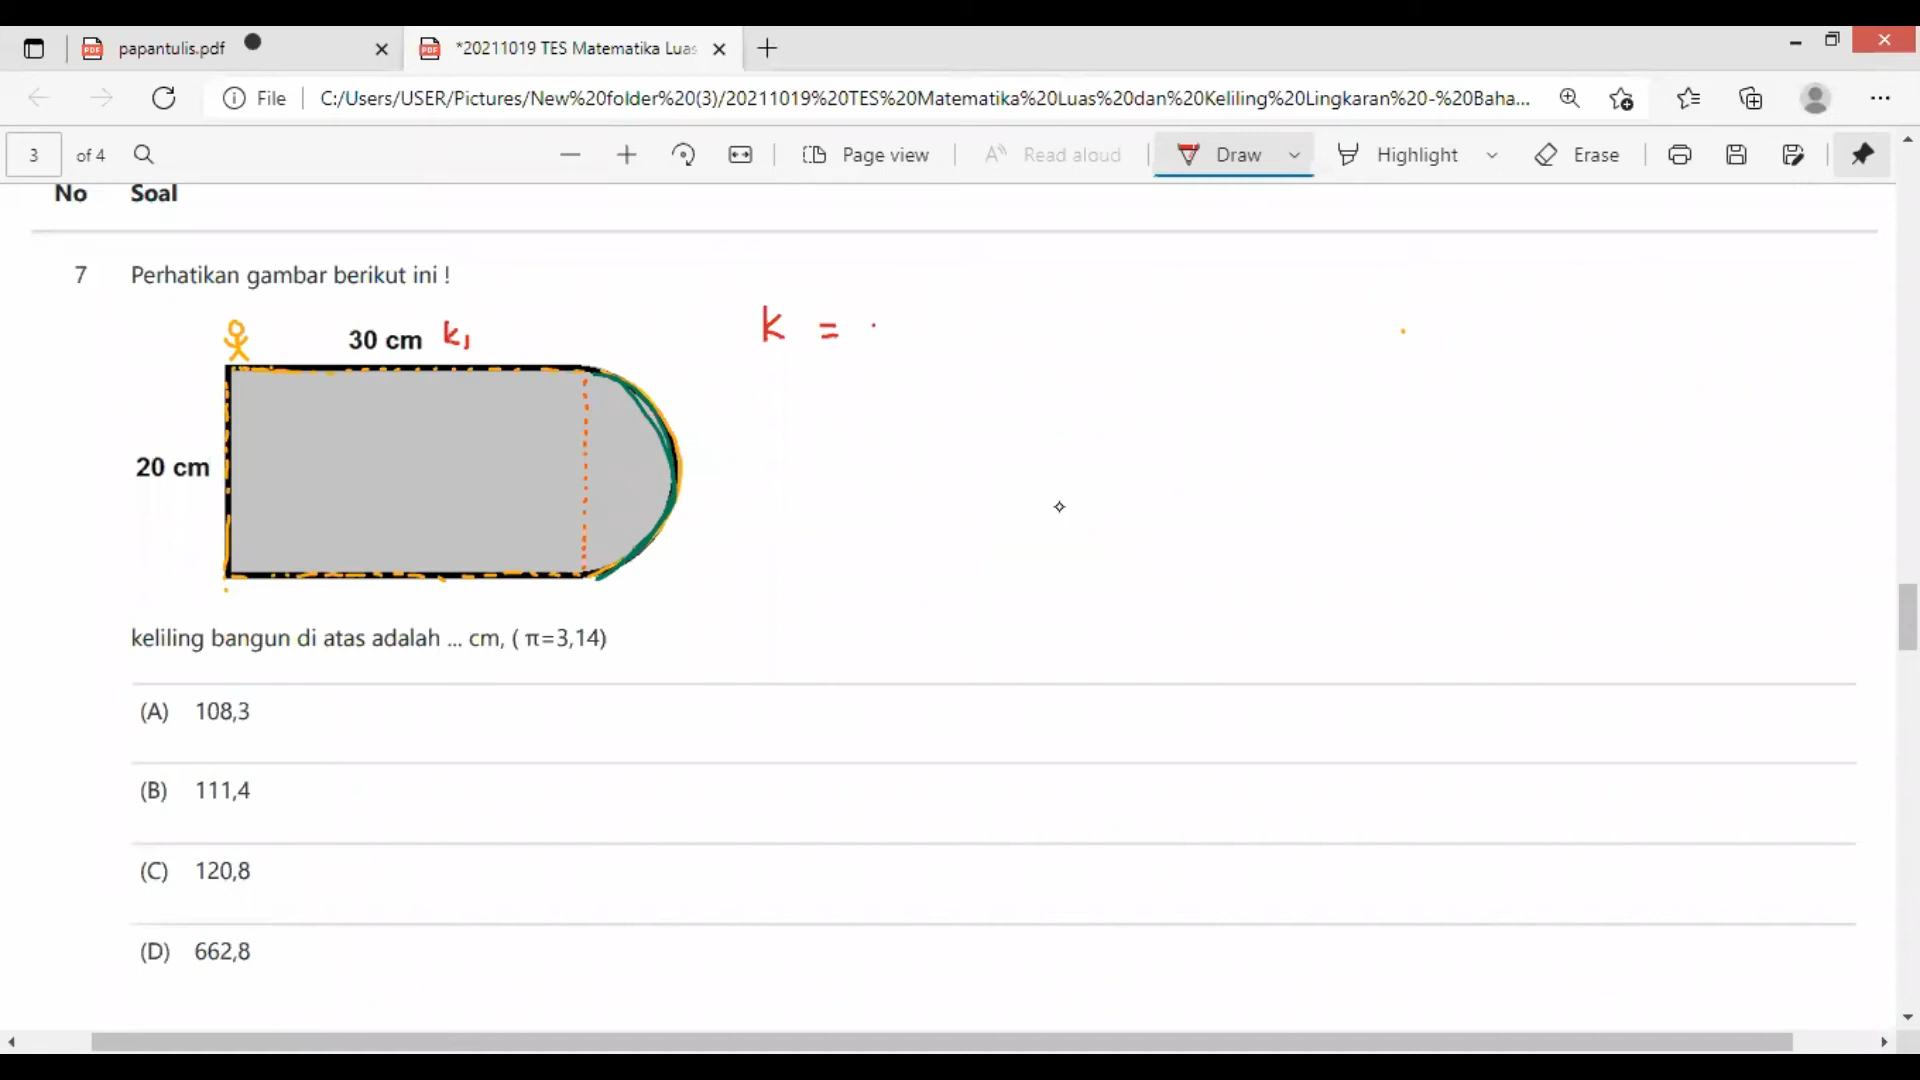 papantulis.pdf
*20211019 TES Matematika Luas
File
C:/Users/USER/Pictures/New%20folder%20(3)/20211019%20TES%20Matematika%20Luas%20dan%20Keliling%20Lingkaran%20-%20Baha...
3 of 4
Page view
Read aloud
Draw
Highlight
Erase
No Soal
7 Perhatikan gambar berikut ini !
30 cm k₁
K = .
20 cm
keliling bangun di atas adalah ... cm, ( π=3,14)
(A) 108,3
(B) 111,4
(C) 120,8
(D) 662,8